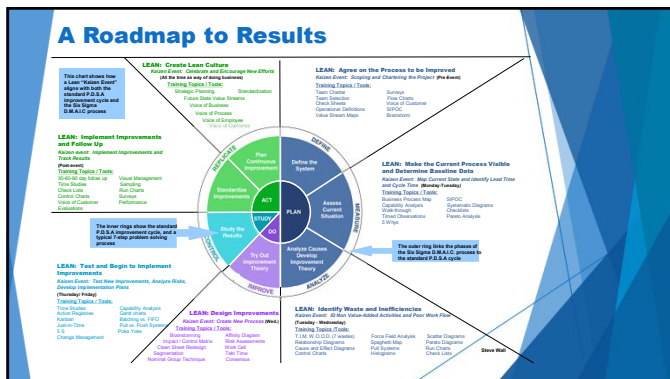 A Roadmap to Results
This chart shows how
a Lean "Kaizen Event"
aligns with both the
standard P.D.S.A
improvement cycle and
the Six Sigma
D.M.A.I.C process
LEAN: Create Lean Culture
Kaizen Event: Celebrate and Encourage New Efforts
(All the time as way of doing business)
Training Topics / Tools:
Strategic Planning Standardization
Future State Value Streams
Voice of Business
Voice of Process
Voice of Employee
Voice of Customer
LEAN: Agree on the Process to be Improved
Kaizen Event: Scoping and Chartering the Project (Pre-Event)
Training Topics / Tools:
Team Charter Surveys
Team Selection Flow Charts
Check Sheets Voice of Customer
Operational Definitions SIPOC
Value Stream Maps Brainstorm
LEAN: Implement Improvements
and Follow Up
Kaizen event: Implement Improvements and
Track Results
(Post-event)
Training Topics / Tools:
30-60-90 day follow up Visual Management
Time Studies Sampling
Check Lists Run Charts
Control Charts Surveys
Voice of Customer Performance
Evaluations
REPLICATE
DEFINE
MEASURE
ANALYZE
IMPROVE
CONTROL
Plan
Continuous
Improvement
Define the
System
Standardize
Improvements
ACT
PLAN
STUDY
DO
Assess
Current
Situation
Study the
Results
Try Out
Improvement
Theory
Analyze Causes
Develop
Improvement
Theory
LEAN: Make the Current Process Visible
and Determine Baseline Data
Kaizen Event: Map Current State and Identify Lead Time
and Cycle Time (Monday-Tuesday)
Training Topics / Tools:
Business Process Map SIPOC
Capability Analysis Systematic Diagrams
Walk-through Checklists
Timed Observations Pareto Analysis
5 Whys
The inner rings show the standard
P.D.S.A improvement cycle, and a
typical 7-step problem solving
process
The outer ring links the phases of
the Six Sigma D.M.A.I.C. process to
the standard P.D.S.A cycle
LEAN: Test and Begin to Implement
Improvements
Kaizen Event: Test New Improvements, Analyze Risks,
Develop Implementation Plans
(Thursday/ Friday)
Training Topics / Tools:
Time Studies Capability Analysis
Action Registries Gantt charts
Kanban Batching vs. FIFO
Just-in-Time Pull vs. Push Systems
5 S Poka Yoke
Change Management
LEAN: Design Improvements
Kaizen Event: Create New Process (Wed.)
Training Topics / Tools:
Brainstorming Affinity Diagram
Impact / Control Matrix Risk Assessments
Clean Sheet Redesign Work Cell
Segmentation Takt Time
Nominal Group Technique Consensus
LEAN: Identify Waste and Inefficiencies
Kaizen Event: ID Non Value-Added Activities and Poor Work Flow
(Tuesday - Wednesday)
Training Topics / Tools:
T.I.M. W.O.O.D. (7 wastes) Force Field Analysis Scatter Diagrams
Relationship Diagrams Spaghetti Map Pareto Diagrams
Cause and Effect Diagrams Pull Systems Run Charts
Control Charts Histograms Check Lists
Steve Wall